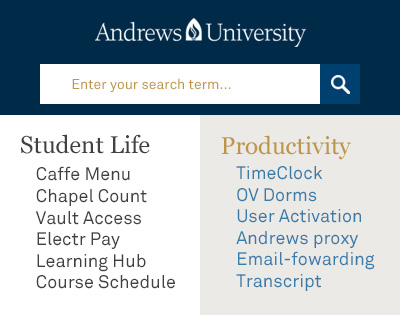 Andrews University
Enter your search term...
Student Life
Caffe Menu
Chapel Count
Vault Access
Electr Pay
Learning Hub
Course Schedule
Productivity
TimeClock
OV Dorms
User Activation
Andrews proxy
Email-fowarding
Transcript